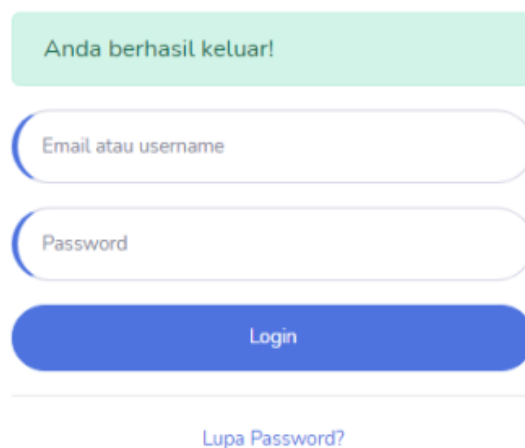 Anda berhasil keluar!
Email atau username
Password
Login
Lupa Password?